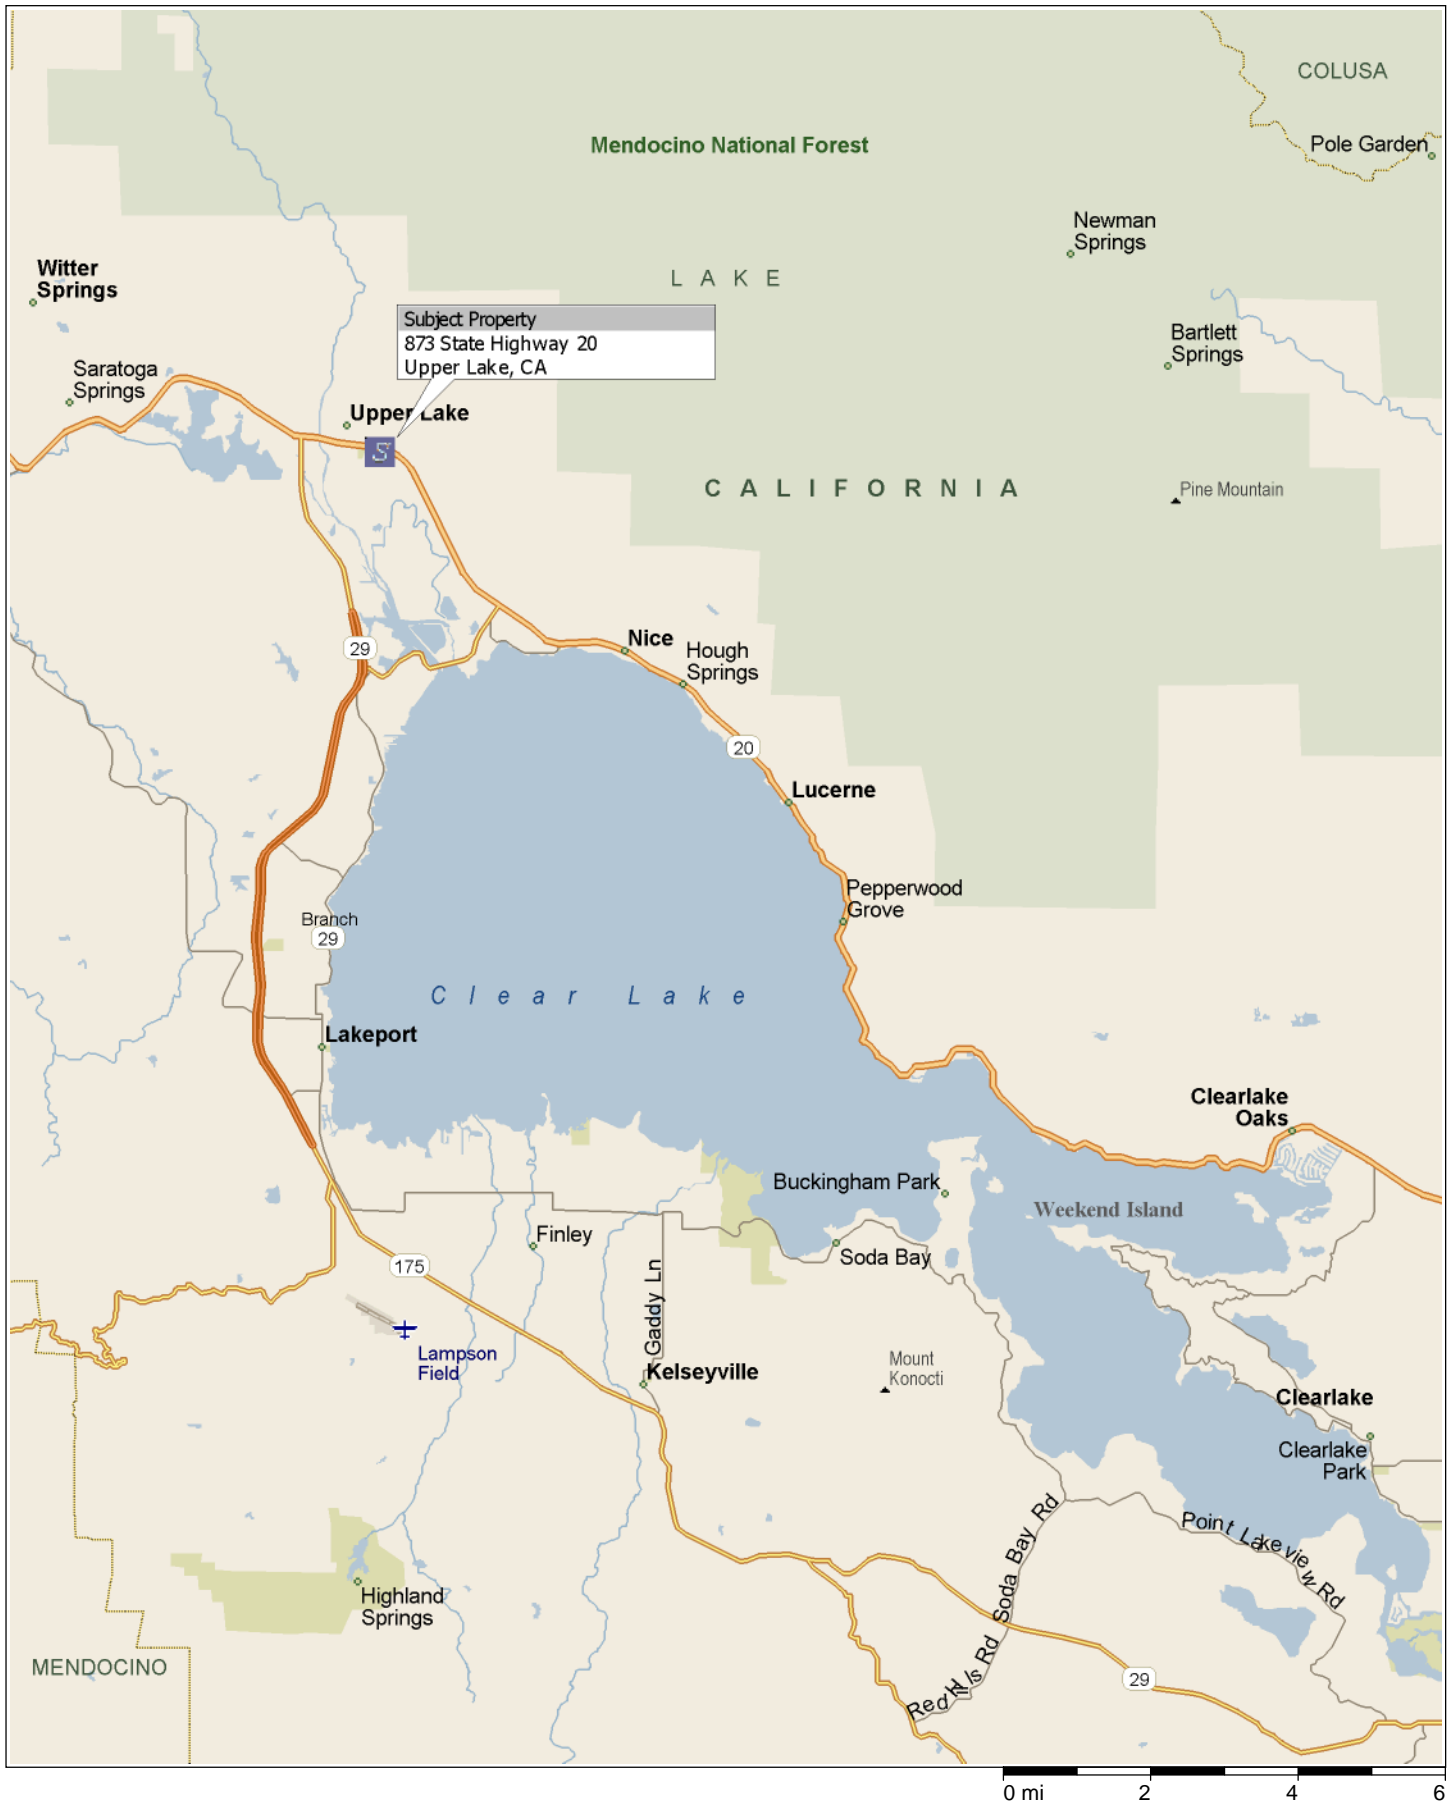 COLUSA
Pole Garden
Mendocino National Forest
Newman
Springs
Witter
Springs
LAKE
Subject Property
873 State Highway 20
Upper Lake, CA
Bartlett
Springs
Saratoga
Springs
Upper Lake
S
CALIFORNIA
Pine Mountain
29
Nice
Hough
Springs
20
Lucerne
Pepperwood
Grove
Branch
29
Clear Lake
Lakeport
Clearlake
Oaks
Buckingham Park
Weekend Island
Finley
Soda Bay
175
Gaddy Ln
Lampson
Field
Mount
Konocti
Kelseyville
Clearlake
Clearlake
Park
Soda Bay Rd
Point Lakeview Rd
Highland
Springs
Red Hills Rd
MENDOCINO
29
0 mi 2 4 6